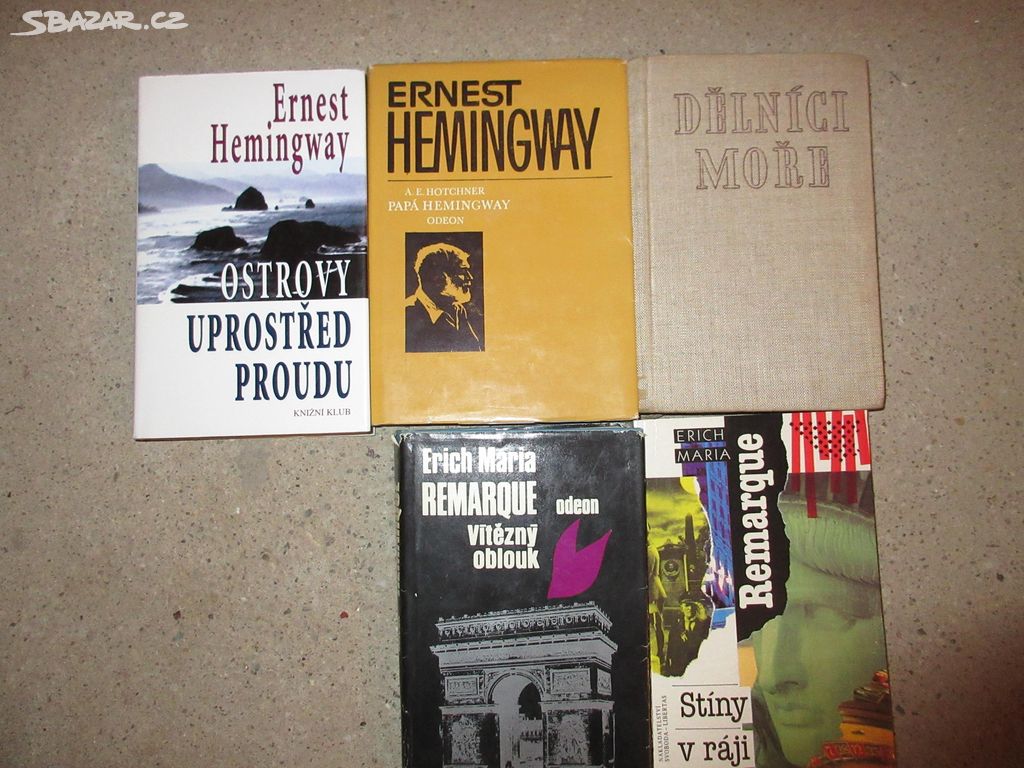 SBAZAR.CZ
Ernest
Hemingway
OSTROVY
UPROSTŘED
PROUDU
KNIŽNÍ KLUB
ERNEST
HEMINGWAY
A. E. HOTCHNER
PAPÁ HEMINGWAY
ODEON
DĚLNÍCI
MOŘE
Erich Maria
REMARQUE
odeon
Vítězný
oblouk
ERICH
MARIA
Remarque
Stíny
v ráji
NAKLADATELSTVÍ
SVOBODA - LIBERTAS